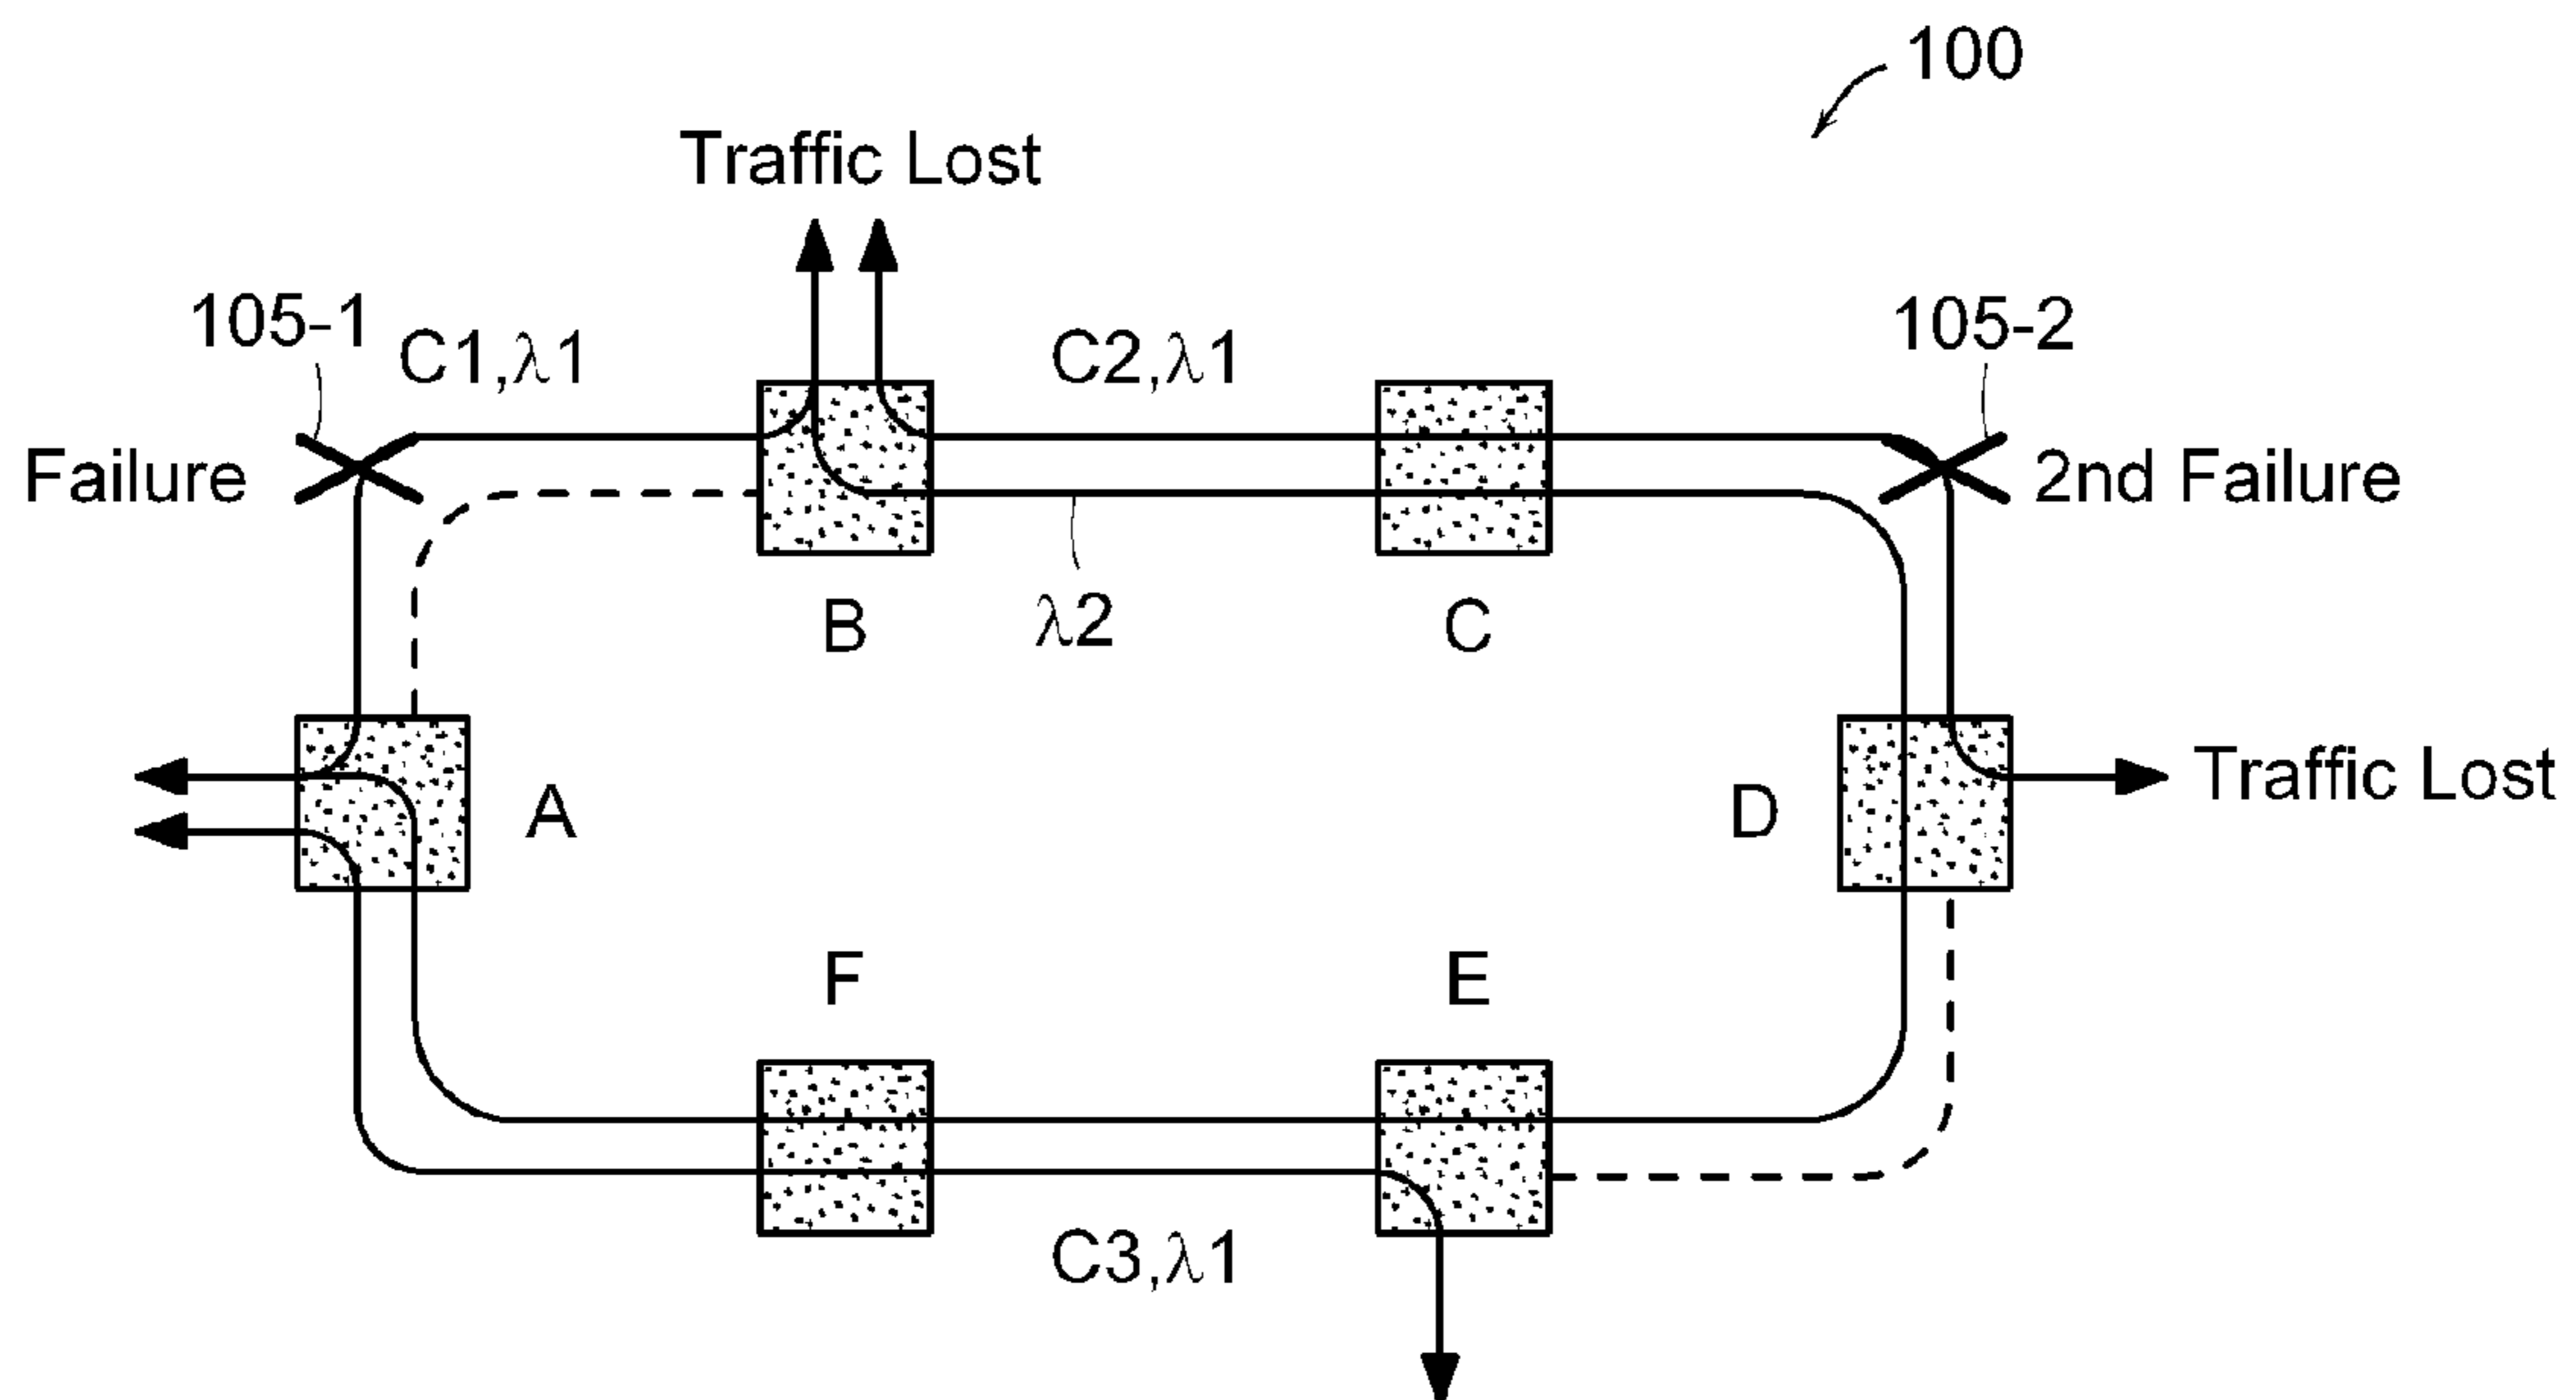 100
Traffic Lost
105-1
C1,λ1
C2,λ1
105-2
Failure
2nd Failure
B
λ2
C
A
D
Traffic Lost
F
E
C3,λ1